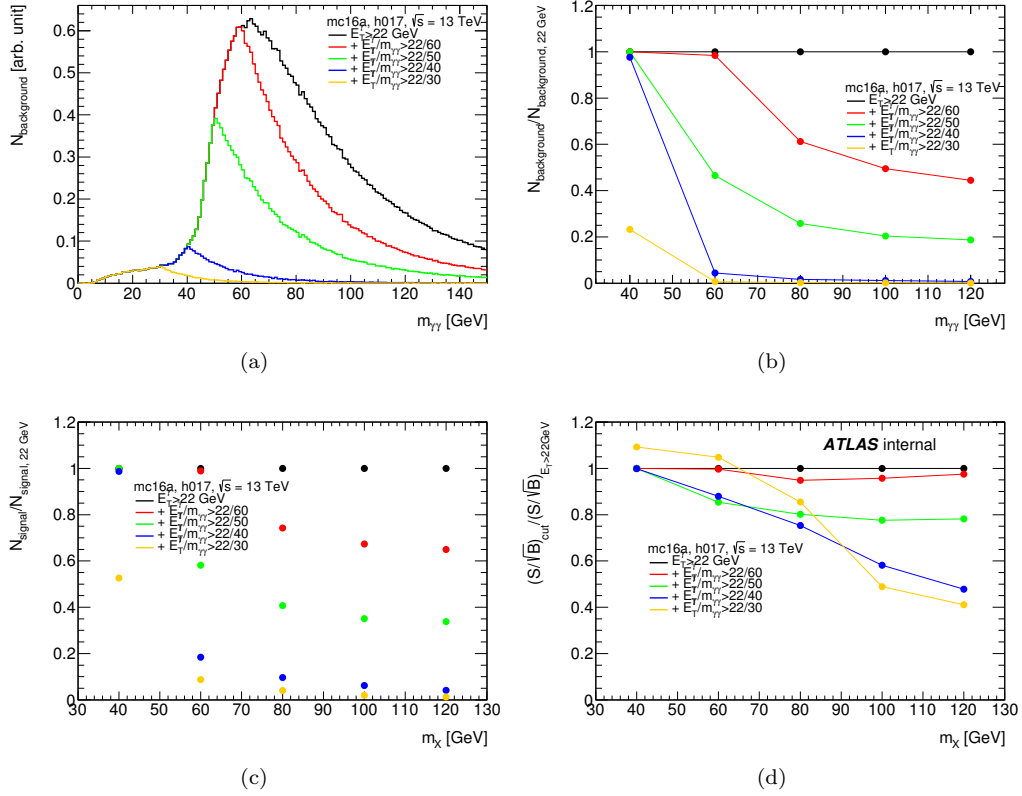 N_background [arb. unit]
0.6
0.5
0.4
0.3
0.2
0.1
0
0 20 40 60 80 100 120 140
m_γγ [GeV]
mc16a, h017, √s = 13 TeV
E_T^γ>22 GeV
+ E_T^γ/m_γγ>22/60
+ E_T^γ/m_γγ>22/50
+ E_T^γ/m_γγ>22/40
+ E_T^γ/m_γγ>22/30
(a)
N_background/N_background, 22 GeV
1.2
1
0.8
0.6
0.4
0.2
0
40 50 60 70 80 90 100 110 120
m_γγ [GeV]
mc16a, h017, √s = 13 TeV
E_T^γ>22 GeV
+ E_T^γ/m_γγ>22/60
+ E_T^γ/m_γγ>22/50
+ E_T^γ/m_γγ>22/40
+ E_T^γ/m_γγ>22/30
(b)
N_signal/N_signal, 22 GeV
1.2
1
0.8
0.6
0.4
0.2
0
30 40 50 60 70 80 90 100 110 120 130
m_X [GeV]
mc16a, h017, √s = 13 TeV
E_T^γ>22 GeV
+ E_T^γ/m_γγ>22/60
+ E_T^γ/m_γγ>22/50
+ E_T^γ/m_γγ>22/40
+ E_T^γ/m_γγ>22/30
(c)
(S/√B)_cut/(S/√B)_E_T>22GeV
1.2
1
0.8
0.6
0.4
0.2
0
30 40 50 60 70 80 90 100 110 120 130
m_X [GeV]
ATLAS internal
mc16a, h017, √s = 13 TeV
E_T^γ>22 GeV
+ E_T^γ/m_γγ>22/60
+ E_T^γ/m_γγ>22/50
+ E_T^γ/m_γγ>22/40
+ E_T^γ/m_γγ>22/30
(d)